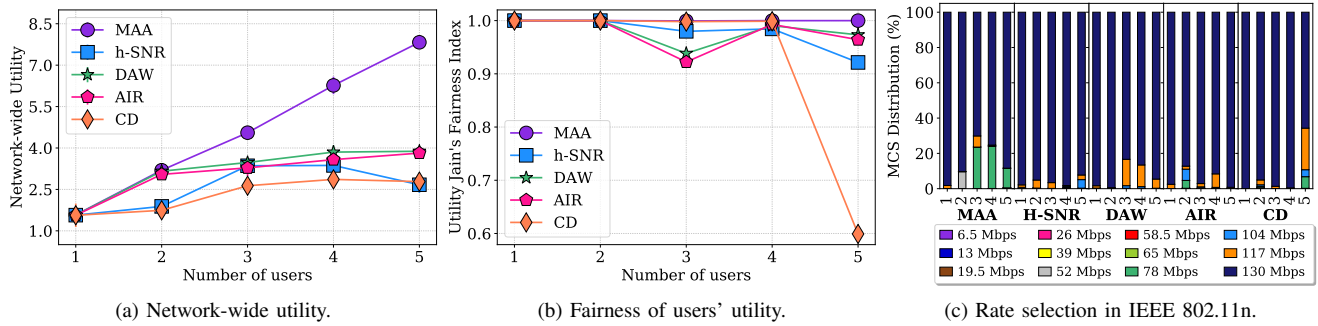 8.5
7.0
5.5
4.0
2.5
1.0
Network-wide Utility
MAA
h-SNR
DAW
AIR
CD
1 2 3 4 5
Number of users
(a) Network-wide utility.
1.0
0.9
0.8
0.7
0.6
Utility Jain's Fairness Index
MAA
h-SNR
DAW
AIR
CD
1 2 3 4 5
Number of users
(b) Fairness of users' utility.
100
80
60
40
20
0
MCS Distribution (%)
1 2 3 4 5 1 2 3 4 5 1 2 3 4 5 1 2 3 4 5 1 2 3 4 5
MAA H-SNR DAW AIR CD
6.5 Mbps 26 Mbps 58.5 Mbps 104 Mbps
13 Mbps 39 Mbps 65 Mbps 117 Mbps
19.5 Mbps 52 Mbps 78 Mbps 130 Mbps
(c) Rate selection in IEEE 802.11n.